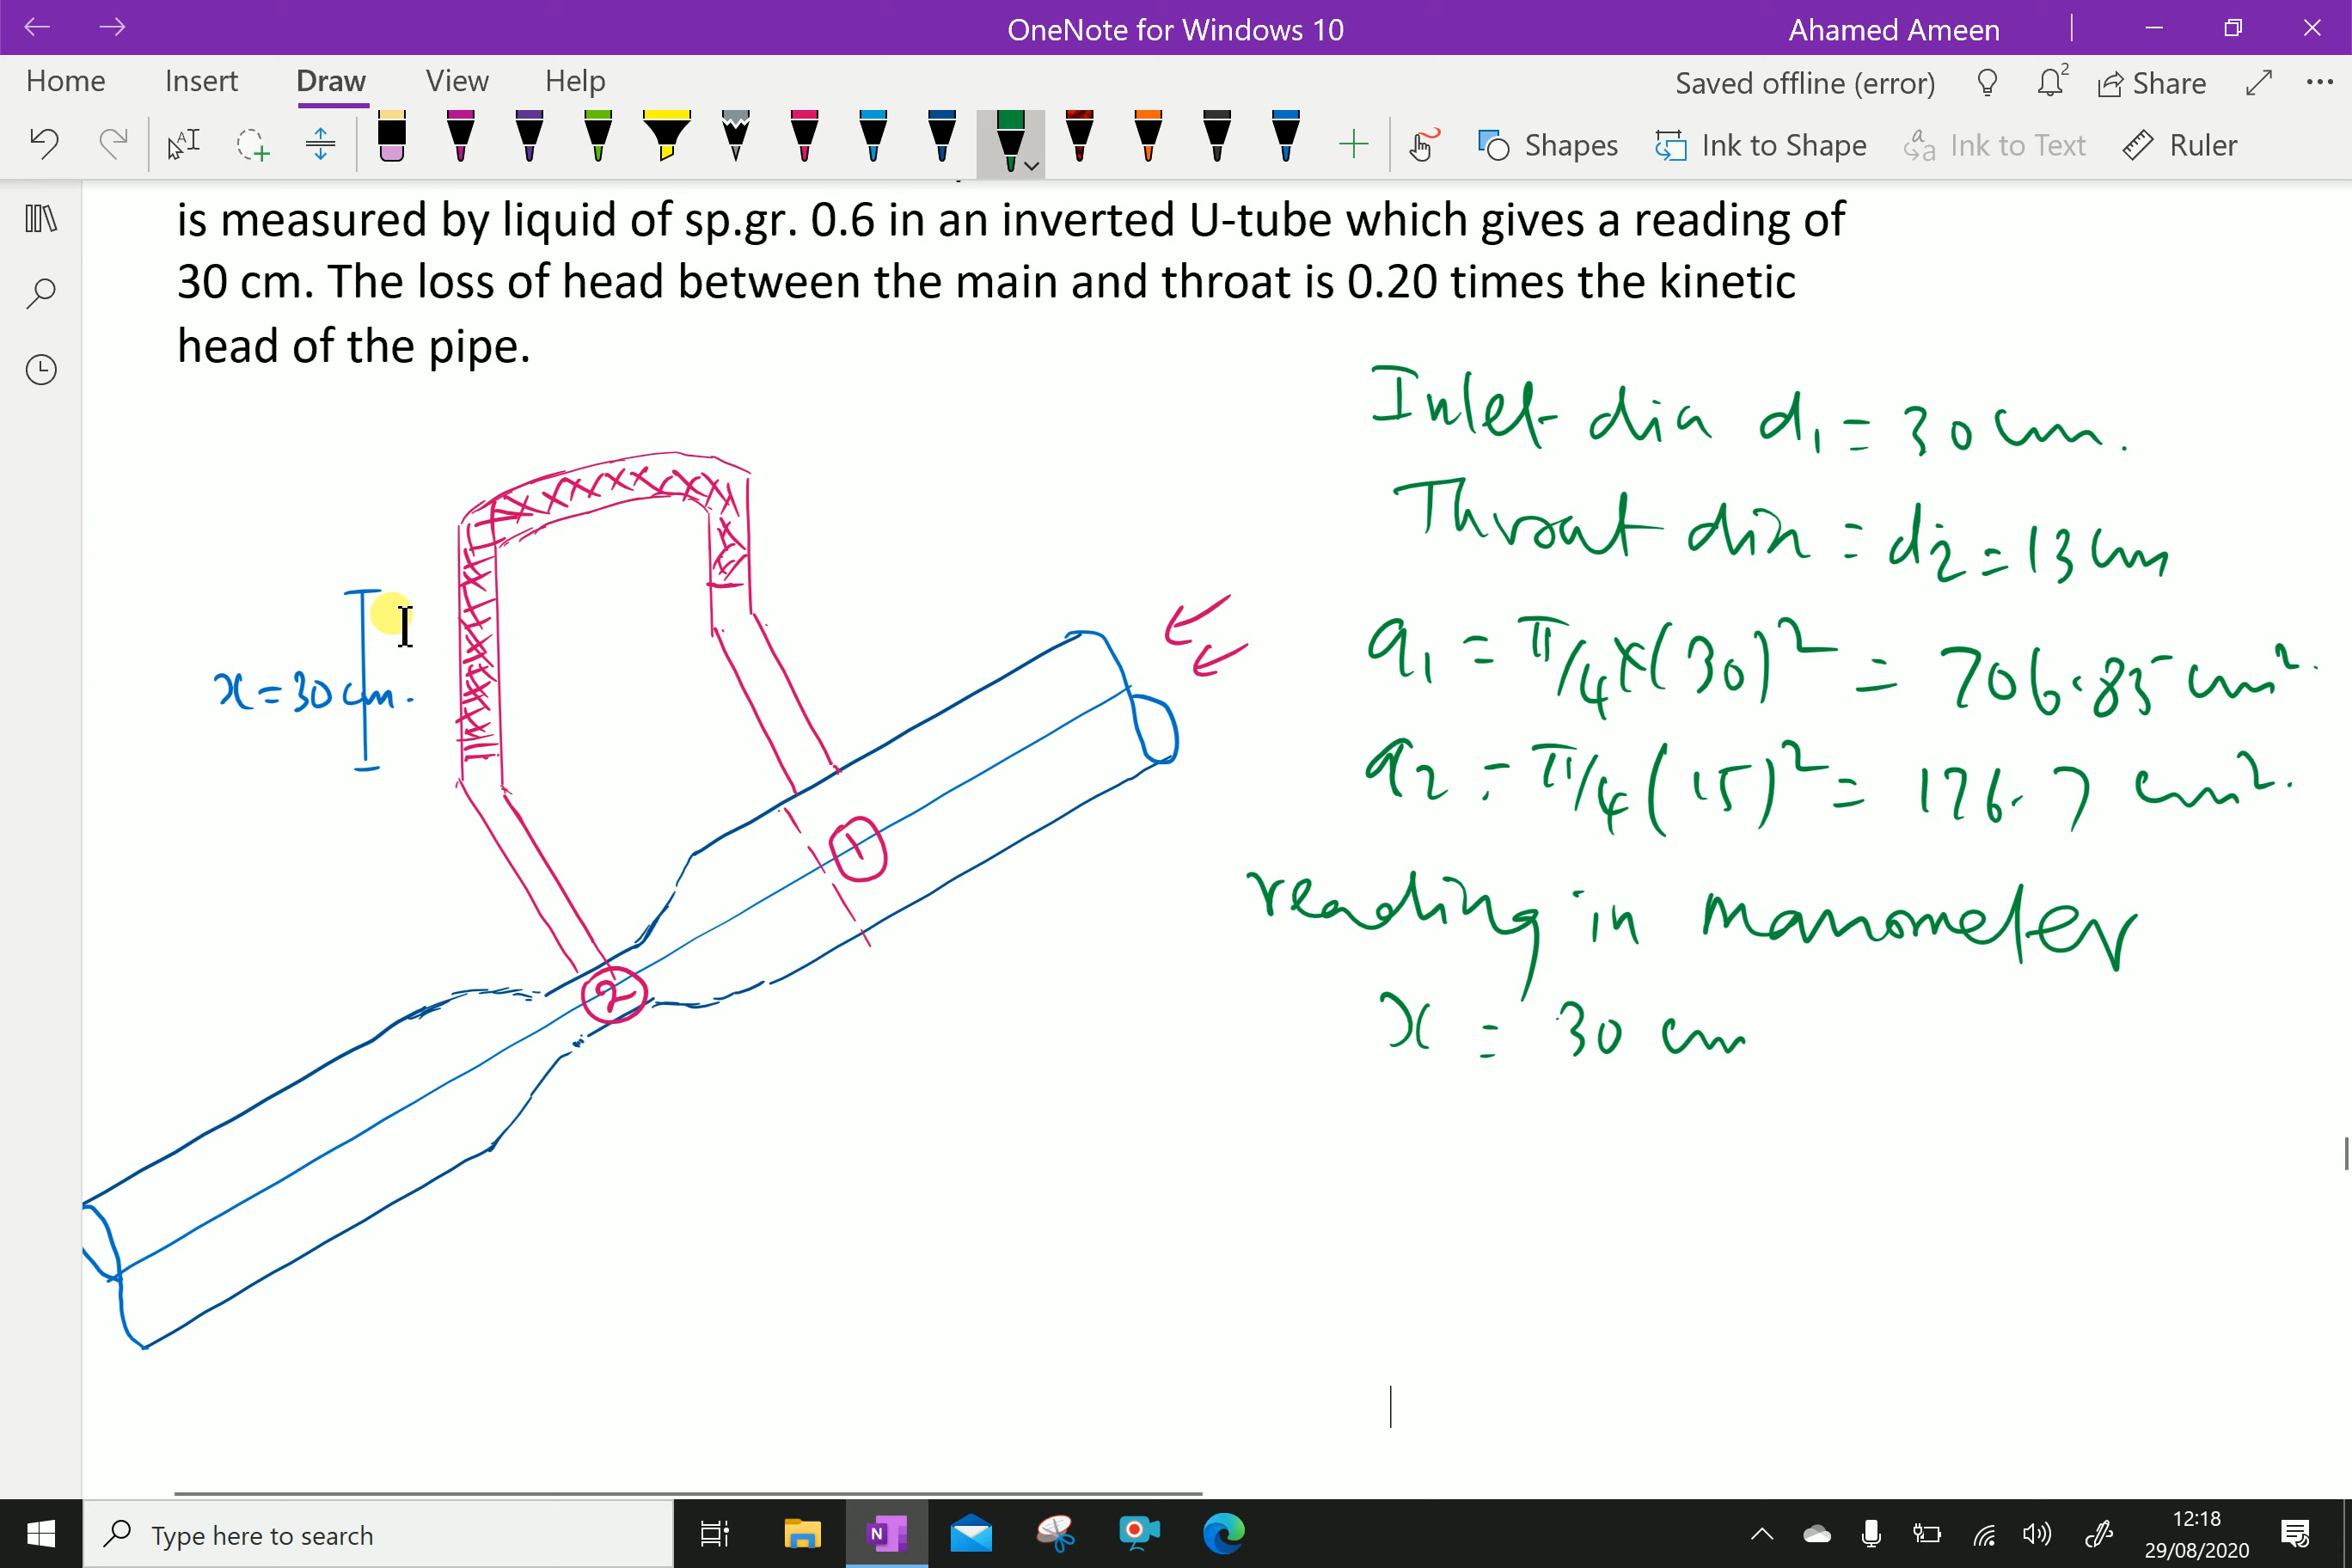 OneNote for Windows 10
Ahamed Ameen
Home Insert Draw View Help
Saved offline (error) 2 Share
Shapes Ink to Shape Ink to Text Ruler
is measured by liquid of sp.gr. 0.6 in an inverted U-tube which gives a reading of
30 cm. The loss of head between the main and throat is 0.20 times the kinetic
head of the pipe.
Inlet dia d₁ = 30 cm.
Throat dia = d₂ = 13 cm
a₁ = π/4 × (30)² = 706.85 cm².
a₂ = π/4 (15)² = 176.7 cm².
reading in manometer
x = 30 cm
x = 30 cm.
1
2
Type here to search
12:18
29/08/2020